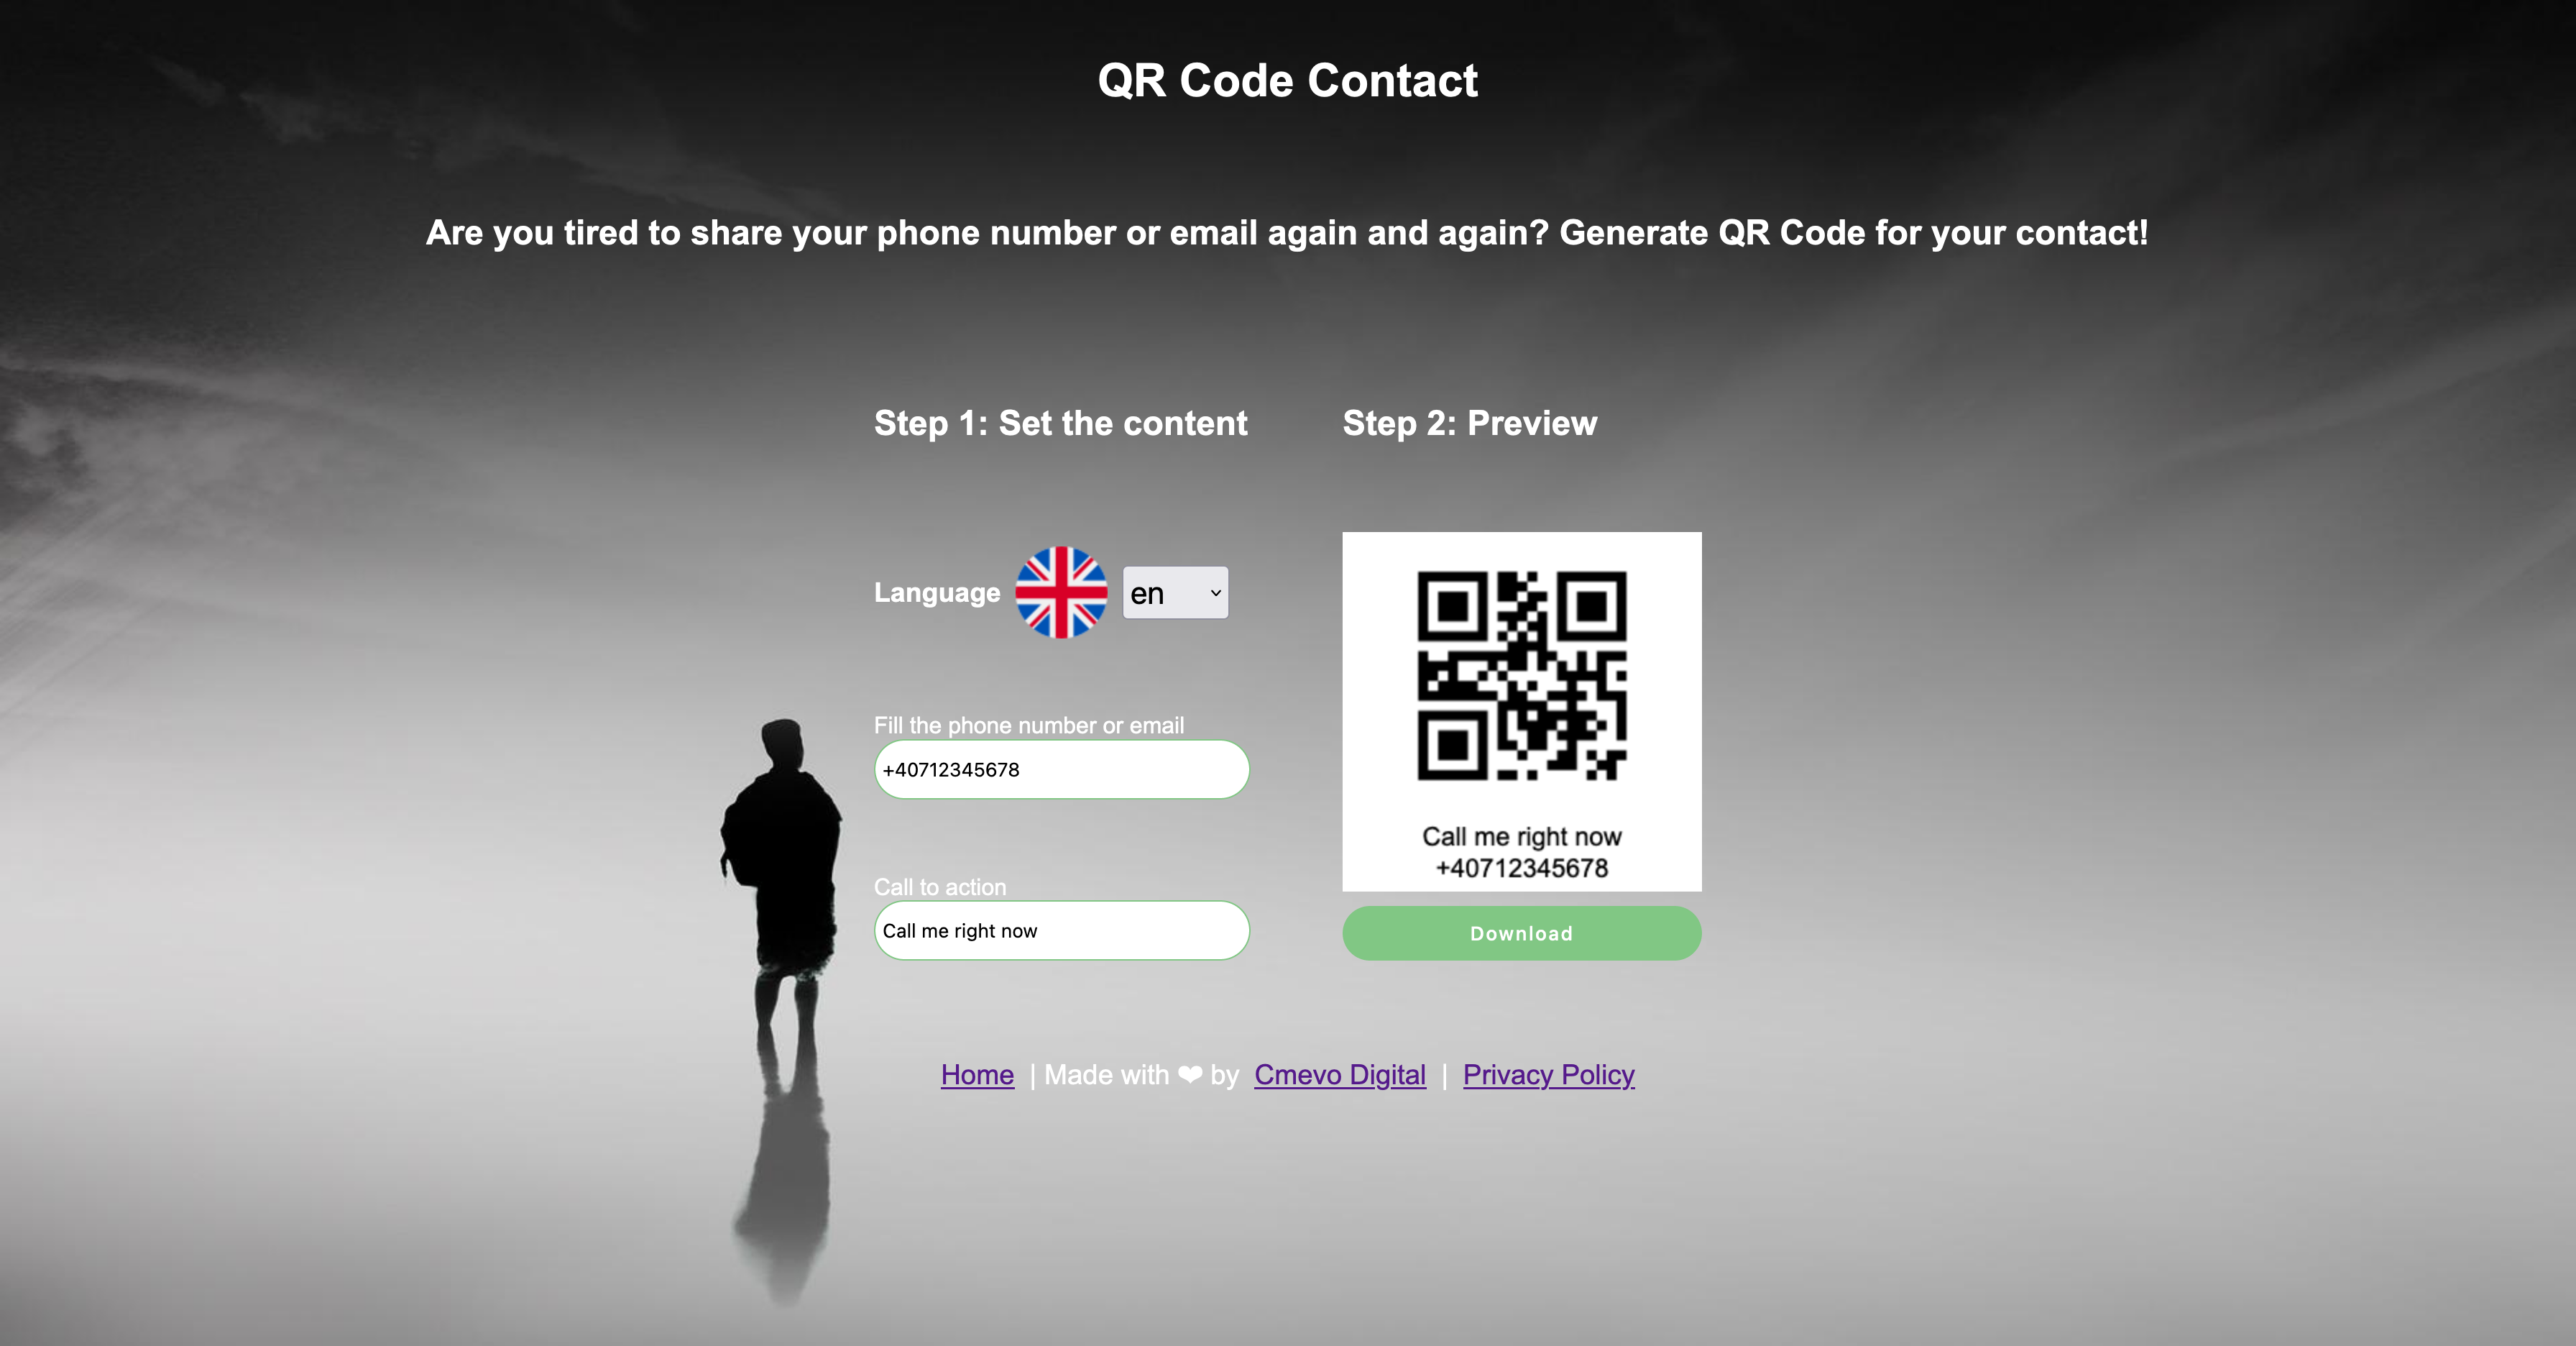 QR Code Contact
Are you tired to share your phone number or email again and again? Generate QR Code for your contact!
Step 1: Set the content
Language
en
Fill the phone number or email
+40712345678
Call to action
Call me right now
Step 2: Preview
Call me right now
+40712345678
Download
Home | Made with ❤ by Cmevo Digital | Privacy Policy